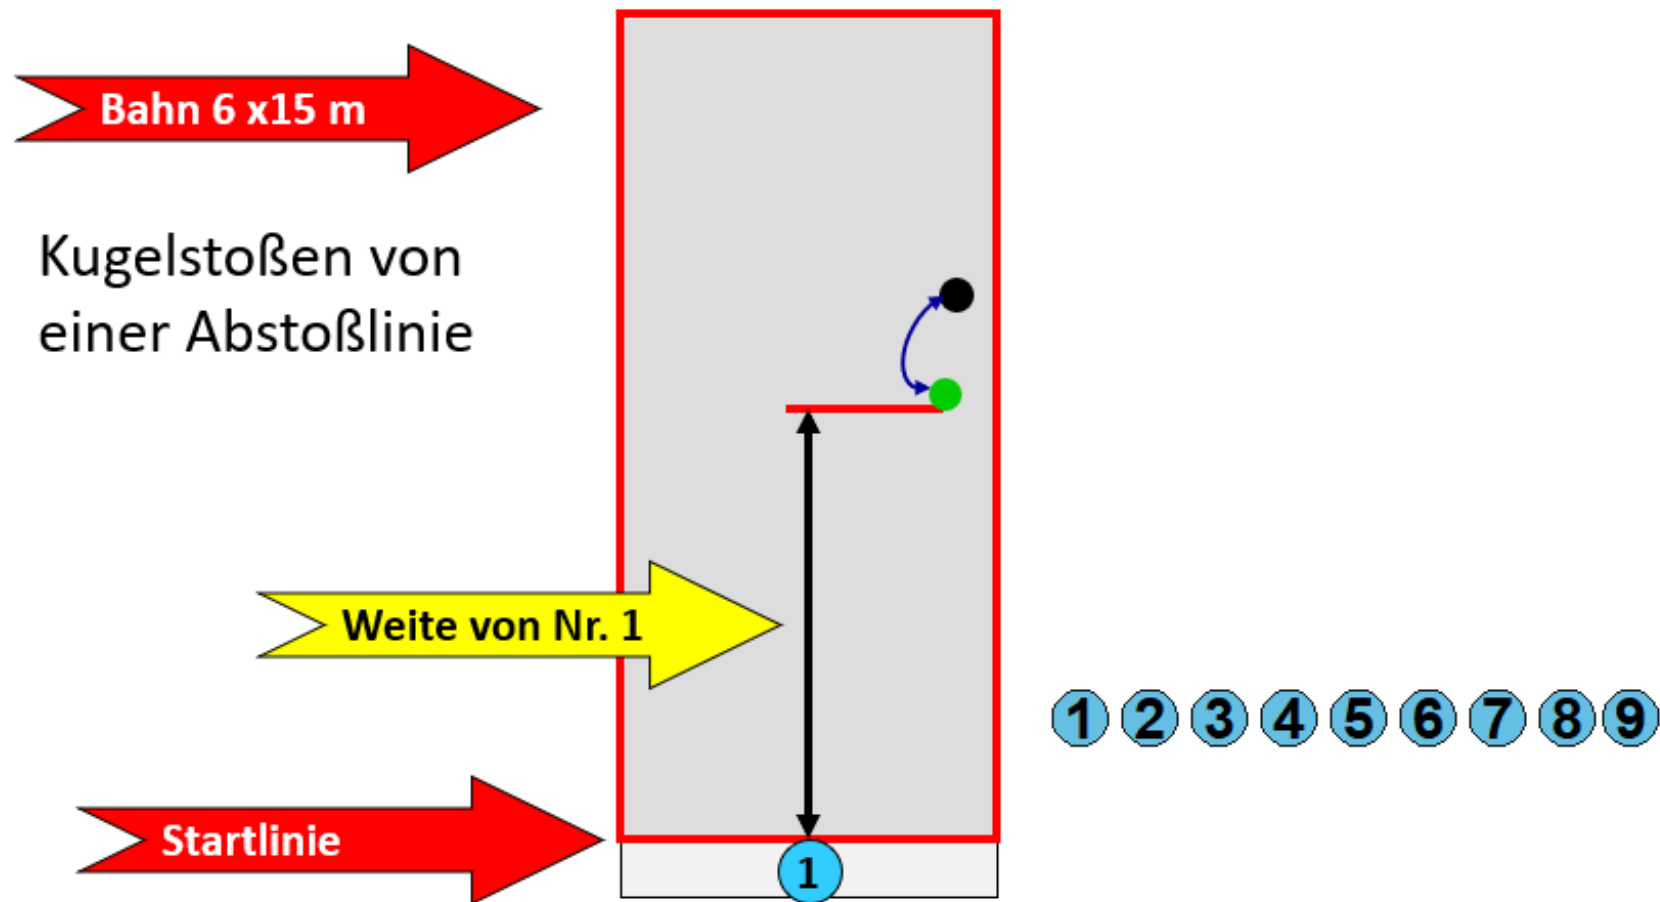 Bahn 6 x15 m
Kugelstoßen von
einer Abstoßlinie
Weite von Nr. 1
1 2 3 4 5 6 7 8 9
Startlinie
1